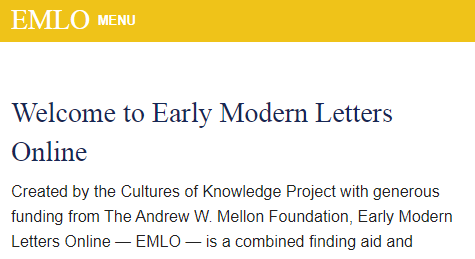 EMLO MENU
Welcome to Early Modern Letters
Online
Created by the Cultures of Knowledge Project with generous
funding from The Andrew W. Mellon Foundation, Early Modern
Letters Online — EMLO — is a combined finding aid and